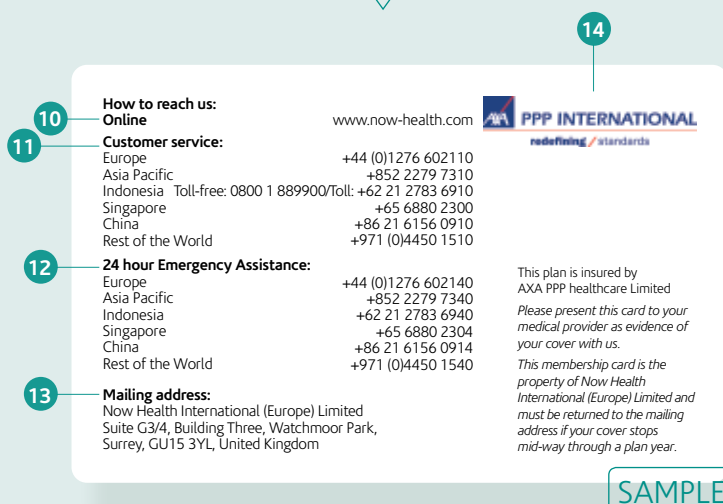 14
How to reach us:
10
Online www.now-health.com
AXA PPP INTERNATIONAL
redefining / standards
11
Customer service:
Europe +44 (0)1276 602110
Asia Pacific +852 2279 7310
Indonesia Toll-free: 0800 1 889900/Toll: +62 21 2783 6910
Singapore +65 6880 2300
China +86 21 6156 0910
Rest of the World +971 (0)4450 1510
12
24 hour Emergency Assistance:
Europe +44 (0)1276 602140
Asia Pacific +852 2279 7340
Indonesia +62 21 2783 6940
Singapore +65 6880 2304
China +86 21 6156 0914
Rest of the World +971 (0)4450 1540
13
Mailing address:
Now Health International (Europe) Limited
Suite G3/4, Building Three, Watchmoor Park,
Surrey, GU15 3YL, United Kingdom
This plan is insured by
AXA PPP healthcare Limited
Please present this card to your
medical provider as evidence of
your cover with us.
This membership card is the
property of Now Health
International (Europe) Limited and
must be returned to the mailing
address if your cover stops
mid-way through a plan year.
SAMPLE